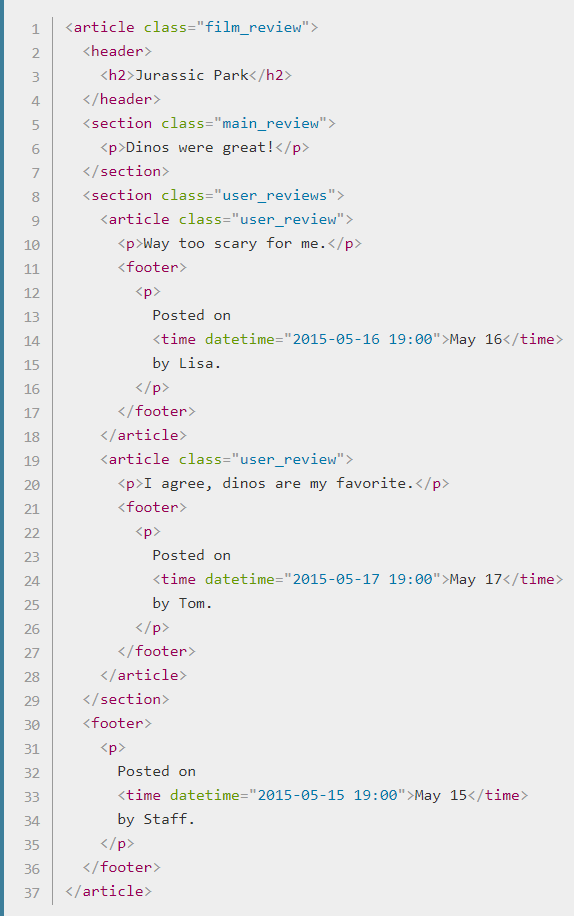 1 <article class="film_review">
2   <header>
3     <h2>Jurassic Park</h2>
4   </header>
5   <section class="main_review">
6     <p>Dinos were great!</p>
7   </section>
8   <section class="user_reviews">
9     <article class="user_review">
10       <p>Way too scary for me.</p>
11       <footer>
12         <p>
13           Posted on
14           <time datetime="2015-05-16 19:00">May 16</time>
15           by Lisa.
16         </p>
17       </footer>
18     </article>
19     <article class="user_review">
20       <p>I agree, dinos are my favorite.</p>
21       <footer>
22         <p>
23           Posted on
24           <time datetime="2015-05-17 19:00">May 17</time>
25           by Tom.
26         </p>
27       </footer>
28     </article>
29   </section>
30   <footer>
31     <p>
32       Posted on
33       <time datetime="2015-05-15 19:00">May 15</time>
34       by Staff.
35     </p>
36   </footer>
37 </article>